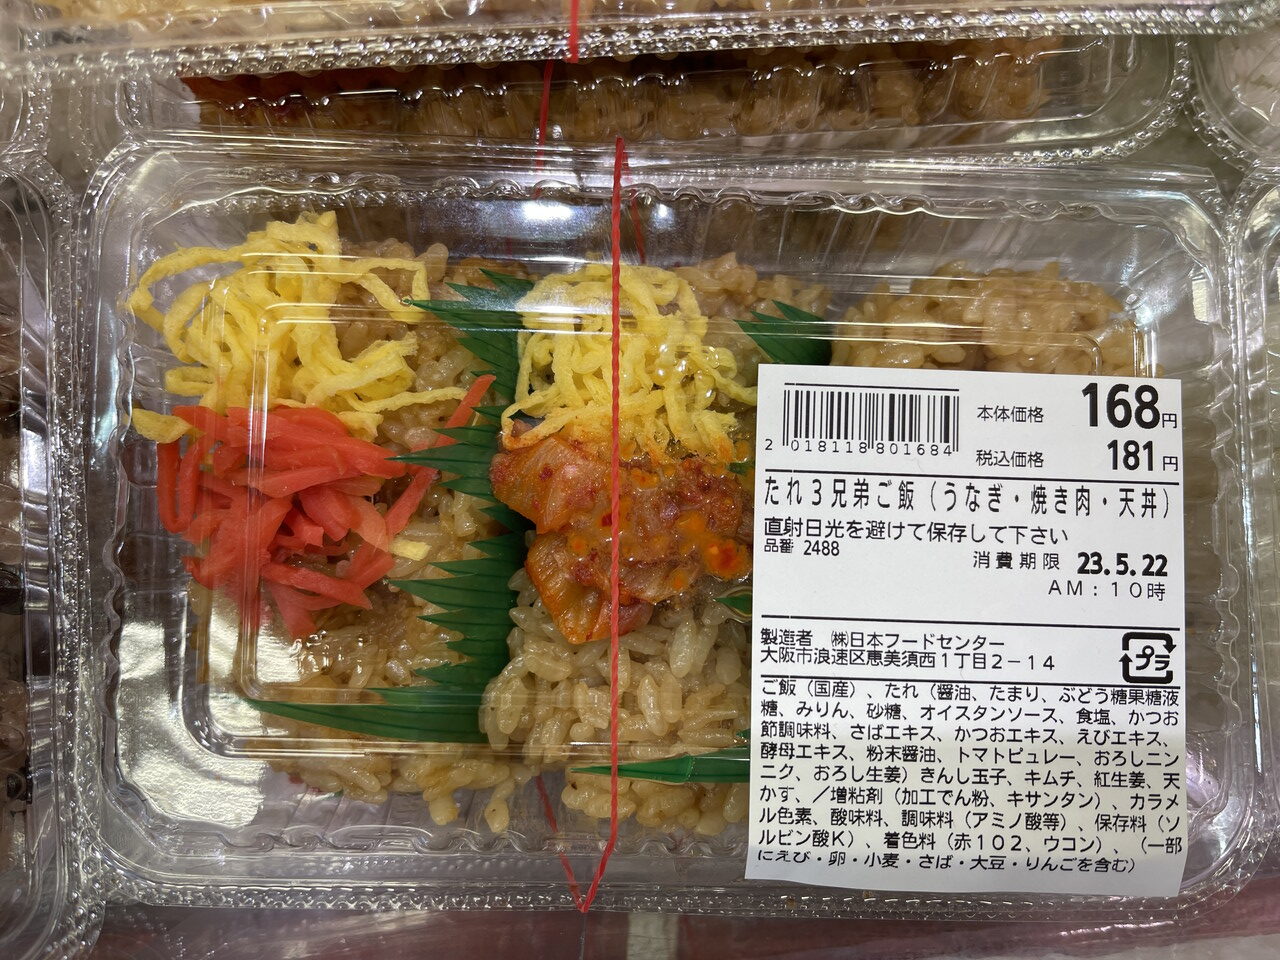 2 018118 801684
本体価格 168円
税込価格 181円
たれ3兄弟ご飯(うなぎ・焼き肉・天丼)
直射日光を避けて保存して下さい
品番 2488
消費期限 23.5.22
AM:10時
製造者 ㈱日本フードセンター
大阪市浪速区恵美須西1丁目2-14
プラ
ご飯(国産)、たれ(醤油、たまり、ぶどう糖果糖液
糖、みりん、砂糖、オイスタンソース、食塩、かつお
節調味料、さばエキス、かつおエキス、えびエキス、
酵母エキス、粉末醤油、トマトピュレー、おろしニン
ニク、おろし生姜)きんし玉子、キムチ、紅生姜、天
かす、/増粘剤(加工でん粉、キサンタン)、カラメ
ル色素、酸味料、調味料(アミノ酸等)、保存料(ソ
ルビン酸K)、着色料(赤102、ウコン)、(一部
にえび・卵・小麦・さば・大豆・りんごを含む)